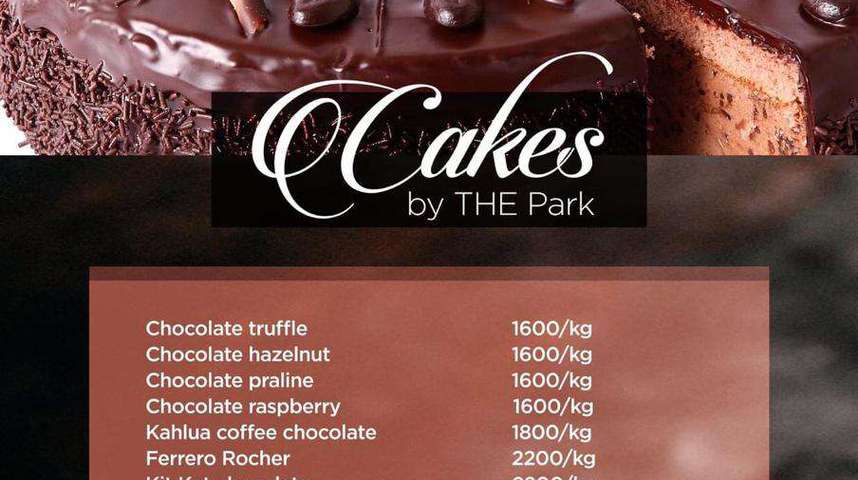 Cakes
by THE Park
Chocolate truffle 1600/kg
Chocolate hazelnut 1600/kg
Chocolate praline 1600/kg
Chocolate raspberry 1600/kg
Kahlua coffee chocolate 1800/kg
Ferrero Rocher 2200/kg